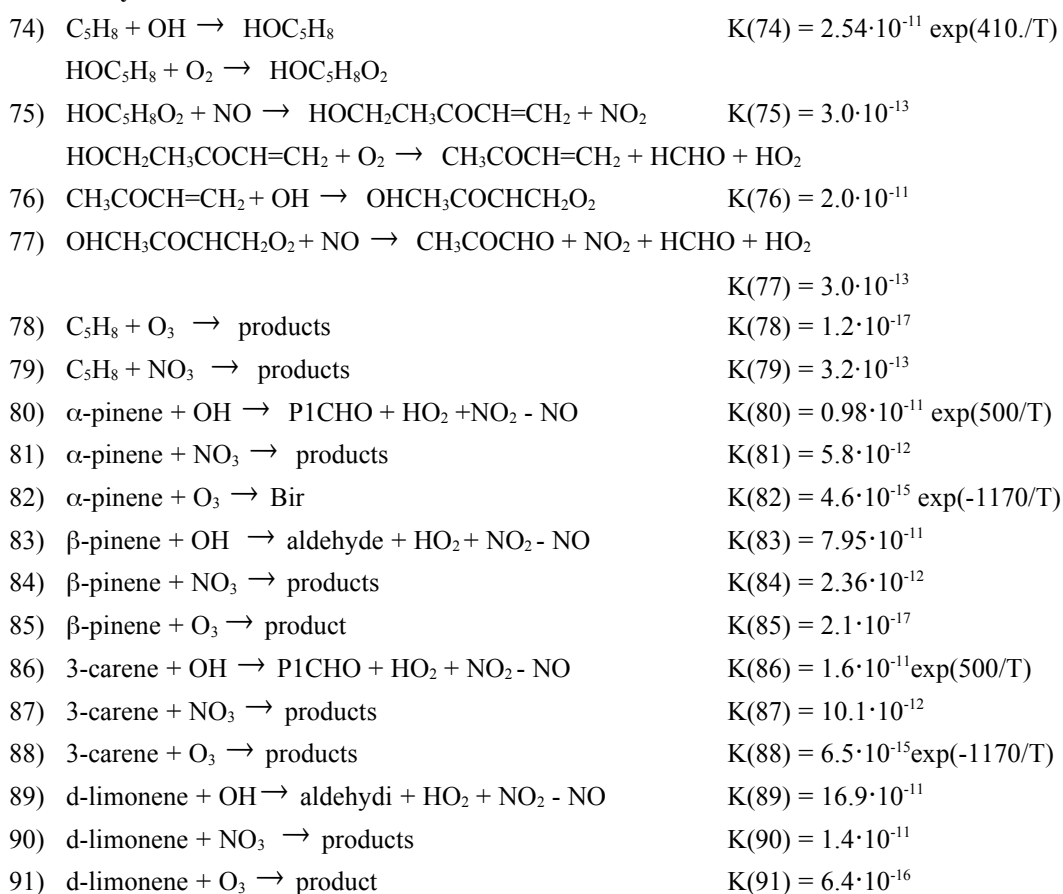 74) C₅H₈ + OH → HOC₅H₈ K(74) = 2.54·10⁻¹¹ exp(410./T)
HOC₅H₈ + O₂ → HOC₅H₈O₂
75) HOC₅H₈O₂ + NO → HOCH₂CH₃COCH=CH₂ + NO₂ K(75) = 3.0·10⁻¹³
HOCH₂CH₃COCH=CH₂ + O₂ → CH₃COCH=CH₂ + HCHO + HO₂
76) CH₃COCH=CH₂ + OH → OHCH₃COCHCH₂O₂ K(76) = 2.0·10⁻¹¹
77) OHCH₃COCHCH₂O₂ + NO → CH₃COCHO + NO₂ + HCHO + HO₂
K(77) = 3.0·10⁻¹³
78) C₅H₈ + O₃ → products K(78) = 1.2·10⁻¹⁷
79) C₅H₈ + NO₃ → products K(79) = 3.2·10⁻¹³
80) α-pinene + OH → P1CHO + HO₂ +NO₂ - NO K(80) = 0.98·10⁻¹¹ exp(500/T)
81) α-pinene + NO₃ → products K(81) = 5.8·10⁻¹²
82) α-pinene + O₃ → Bir K(82) = 4.6·10⁻¹⁵ exp(-1170/T)
83) β-pinene + OH → aldehyde + HO₂ + NO₂ - NO K(83) = 7.95·10⁻¹¹
84) β-pinene + NO₃ → products K(84) = 2.36·10⁻¹²
85) β-pinene + O₃ → product K(85) = 2.1·10⁻¹⁷
86) 3-carene + OH → P1CHO + HO₂ + NO₂ - NO K(86) = 1.6·10⁻¹¹exp(500/T)
87) 3-carene + NO₃ → products K(87) = 10.1·10⁻¹²
88) 3-carene + O₃ → products K(88) = 6.5·10⁻¹⁵exp(-1170/T)
89) d-limonene + OH → aldehydi + HO₂ + NO₂ - NO K(89) = 16.9·10⁻¹¹
90) d-limonene + NO₃ → products K(90) = 1.4·10⁻¹¹
91) d-limonene + O₃ → product K(91) = 6.4·10⁻¹⁶